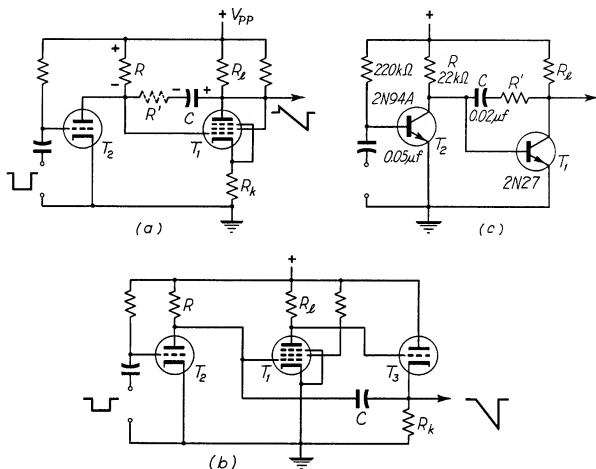 + V_PP
+
R
−
R'
− C +
R_ℓ
T_2
T_1
R_k
(a)
+
220kΩ
R
22kΩ
C
R'
R_ℓ
2N94A
0.02μf
T_2
0.05μf
T_1
2N27
(c)
+
R
R_ℓ
T_2
T_1
T_3
C
R_k
(b)